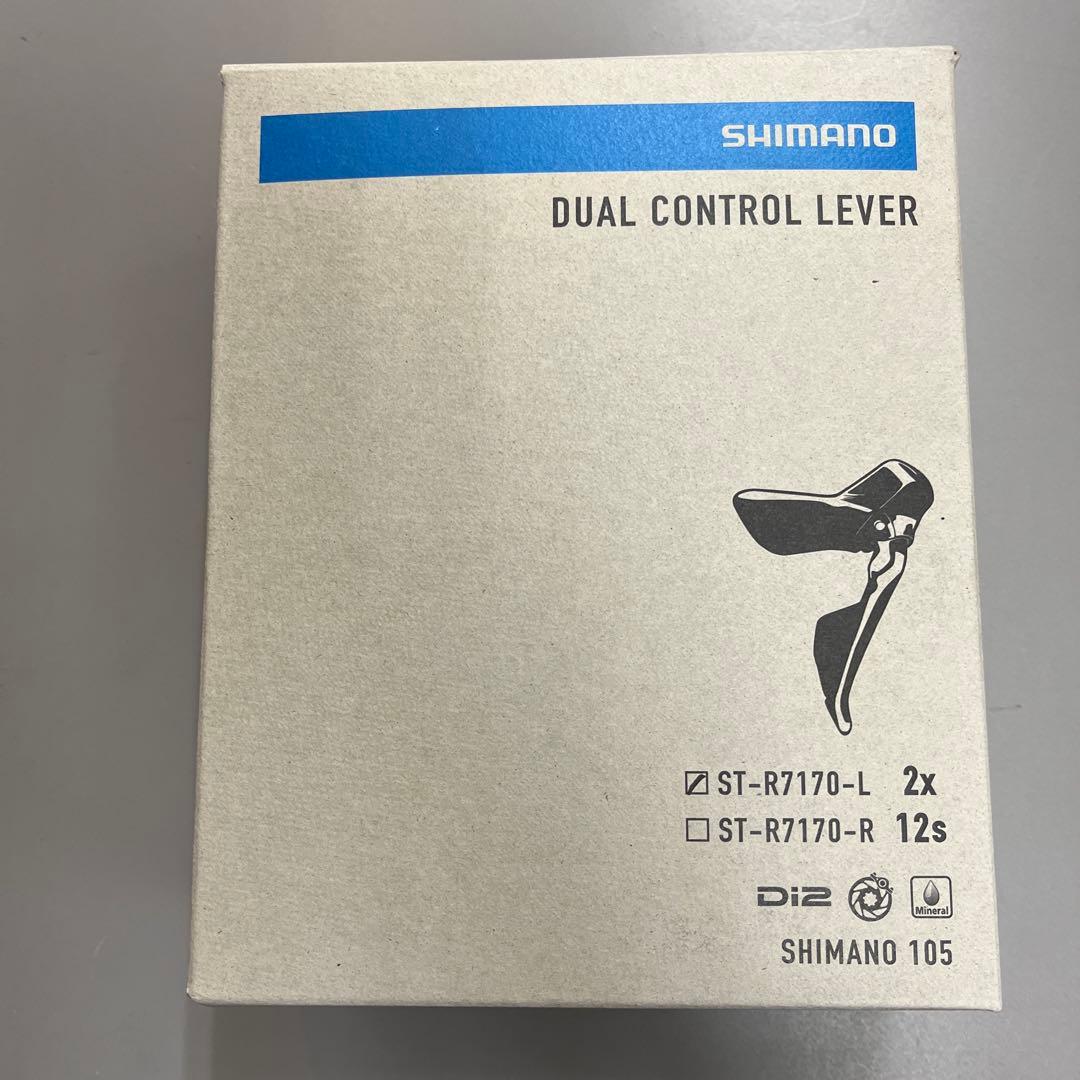 SHIMANO
DUAL CONTROL LEVER
ST-R7170-L 2x
ST-R7170-R 12s
Di2
Mineral
SHIMANO 105